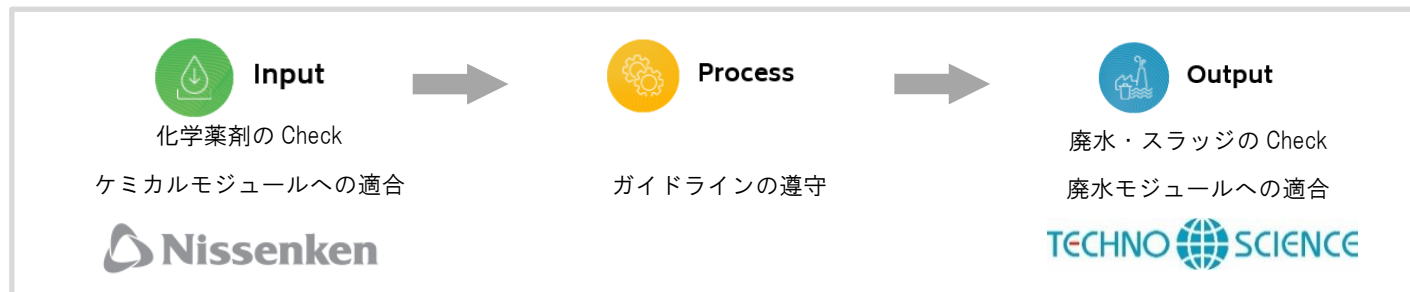 Input
Process
Output
化学薬剤の Check
廃水・スラッジの Check
ケミカルモジュールへの適合
ガイドラインの遵守
廃水モジュールへの適合
Nissenken
TECHNO SCIENCE